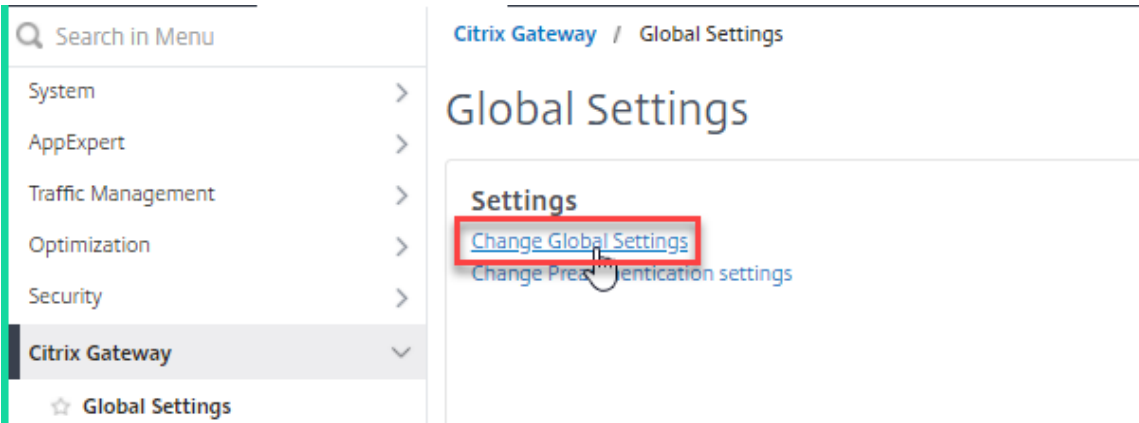 Search in Menu
System
AppExpert
Traffic Management
Optimization
Security
Citrix Gateway
Global Settings
Citrix Gateway / Global Settings
Global Settings
Settings
Change Global Settings
Change settings